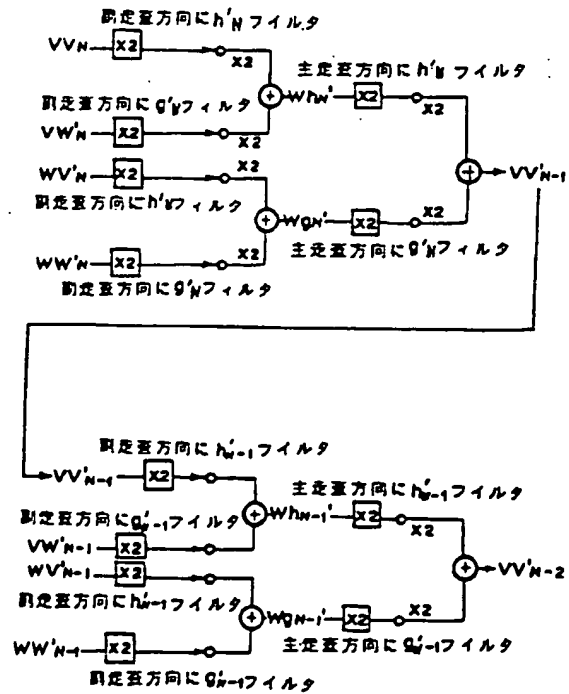 副走査方向にh'Nフィルタ
VVN X2 X2
主走査方向にh'Nフィルタ
WhN' X2 X2
副走査方向にg'Nフィルタ
VW'N X2 X2
VV'N-1
WV'N X2 X2
副走査方向にh'Nフィルタ
WgN' X2 X2
主走査方向にg'Nフィルタ
WW'N X2 X2
副走査方向にg'Nフィルタ
副走査方向にh'N-1フィルタ
VV'N-1 X2
主走査方向にh'N-1フィルタ
WhN-1' X2 X2
副走査方向にg'N-1フィルタ
VW'N-1 X2
WV'N-1 X2
VV'N-2
副走査方向にh'N-1フィルタ
WgN-1' X2 X2
主走査方向にg'N-1フィルタ
WW'N-1 X2
副走査方向にg'N-1フィルタ